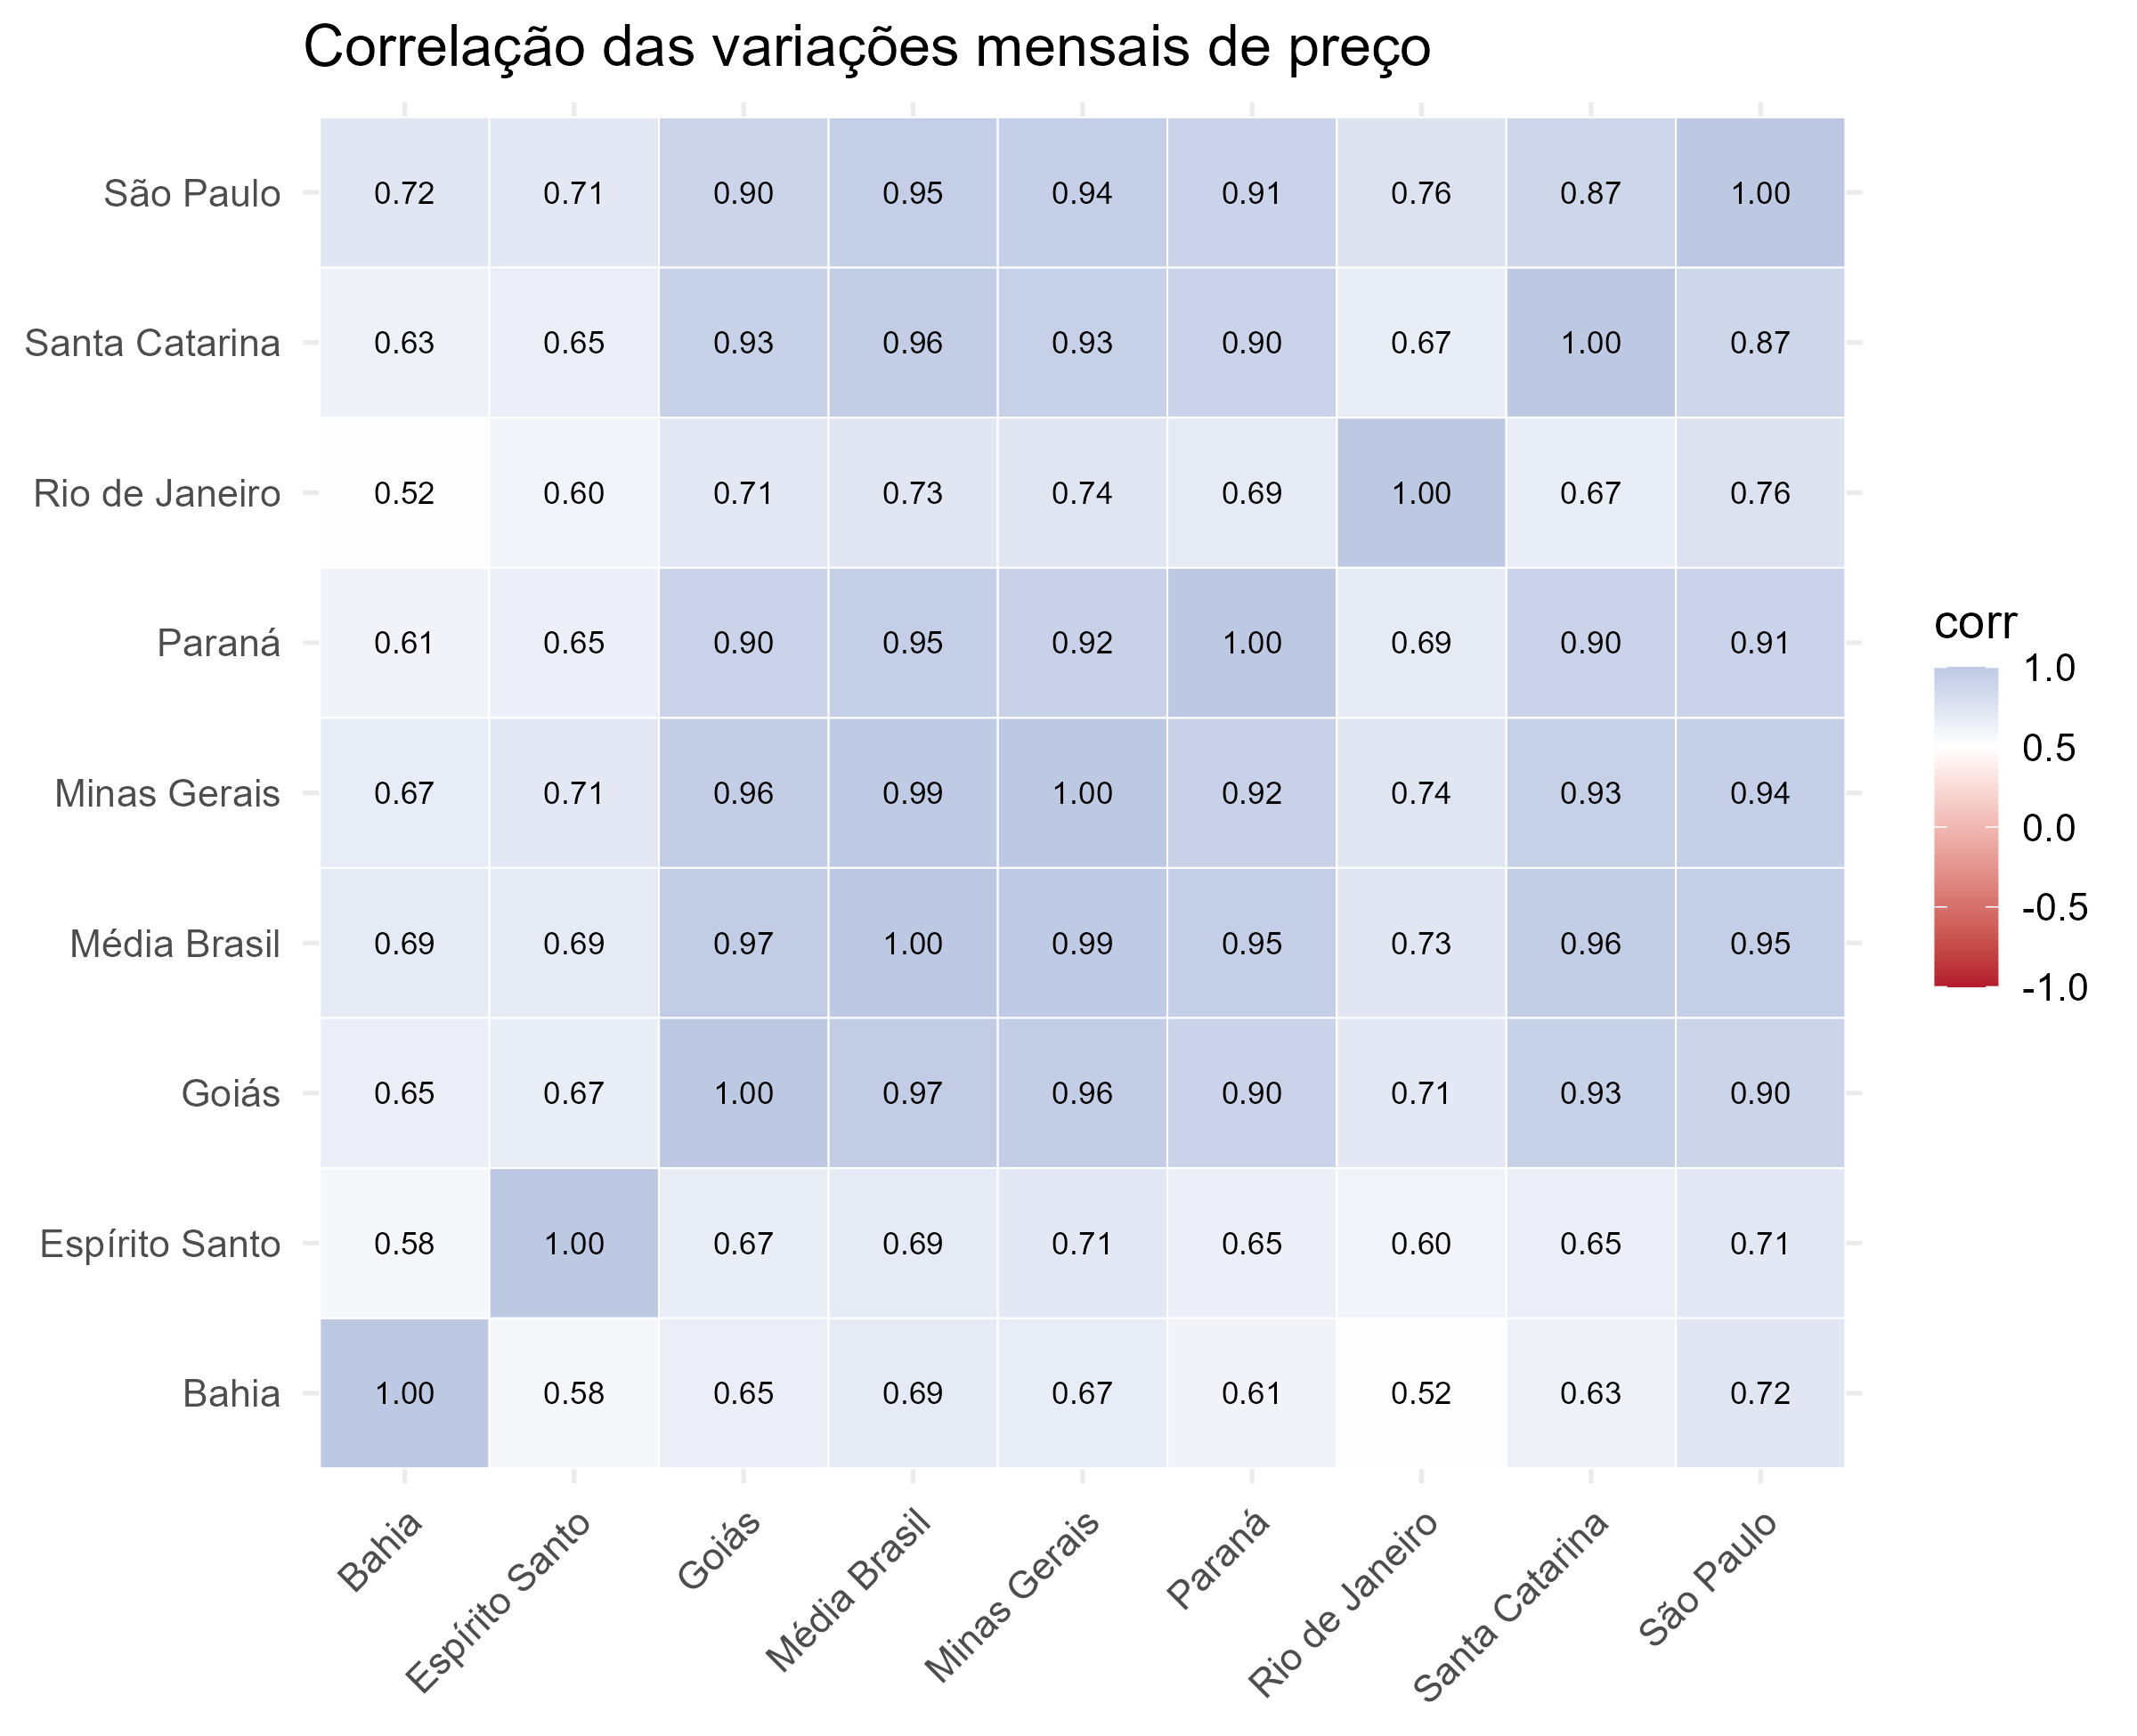 Correlação das variações mensais de preço
São Paulo 0.72 0.71 0.90 0.95 0.94 0.91 0.76 0.87 1.00
Santa Catarina 0.63 0.65 0.93 0.96 0.93 0.90 0.67 1.00 0.87
Rio de Janeiro 0.52 0.60 0.71 0.73 0.74 0.69 1.00 0.67 0.76
Paraná 0.61 0.65 0.90 0.95 0.92 1.00 0.69 0.90 0.91
Minas Gerais 0.67 0.71 0.96 0.99 1.00 0.92 0.74 0.93 0.94
Média Brasil 0.69 0.69 0.97 1.00 0.99 0.95 0.73 0.96 0.95
Goiás 0.65 0.67 1.00 0.97 0.96 0.90 0.71 0.93 0.90
Espírito Santo 0.58 1.00 0.67 0.69 0.71 0.65 0.60 0.65 0.71
Bahia 1.00 0.58 0.65 0.69 0.67 0.61 0.52 0.63 0.72
Bahia Espírito Santo Goiás Média Brasil Minas Gerais Paraná Rio de Janeiro Santa Catarina São Paulo
corr
1.0
0.5
0.0
-0.5
-1.0